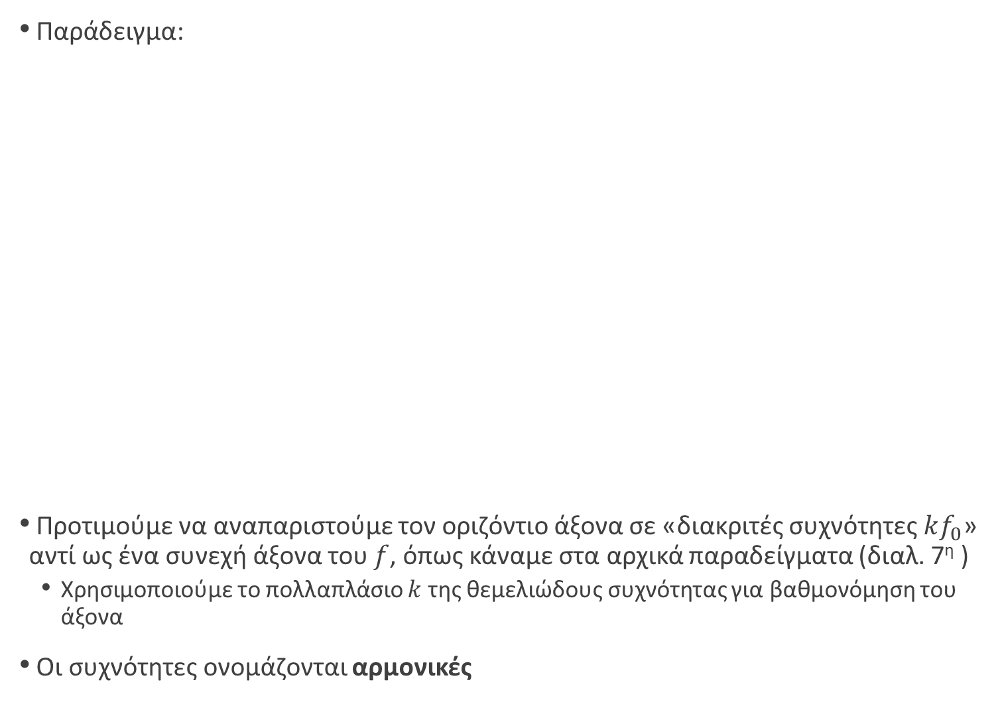 • Παράδειγμα:
• Προτιμούμε να αναπαριστούμε τον οριζόντιο άξονα σε «διακριτές συχνότητες kf₀»
αντί ως ένα συνεχή άξονα του f, όπως κάναμε στα αρχικά παραδείγματα (διαλ. 7η )
• Χρησιμοποιούμε το πολλαπλάσιο k της θεμελιώδους συχνότητας για βαθμονόμηση του
άξονα
• Οι συχνότητες ονομάζονται αρμονικές